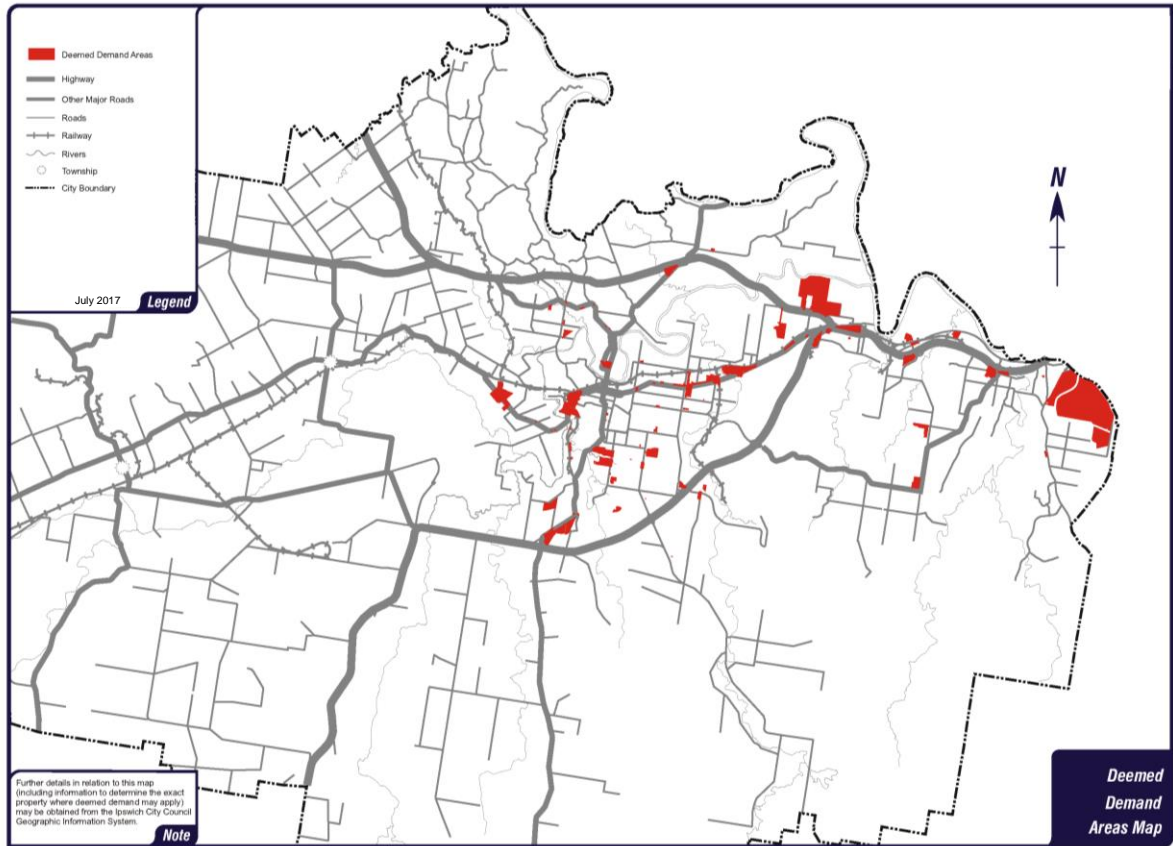 Deemed Demand Areas
Highway
Other Major Roads
Roads
Railway
Rivers
Township
City Boundary
July 2017
Legend
N
Further details in relation to this map
(including information to determine the exact
property where deemed demand may apply)
may be obtained from the Ipswich City Council
Geographic Information System.
Note
Deemed
Demand
Areas Map